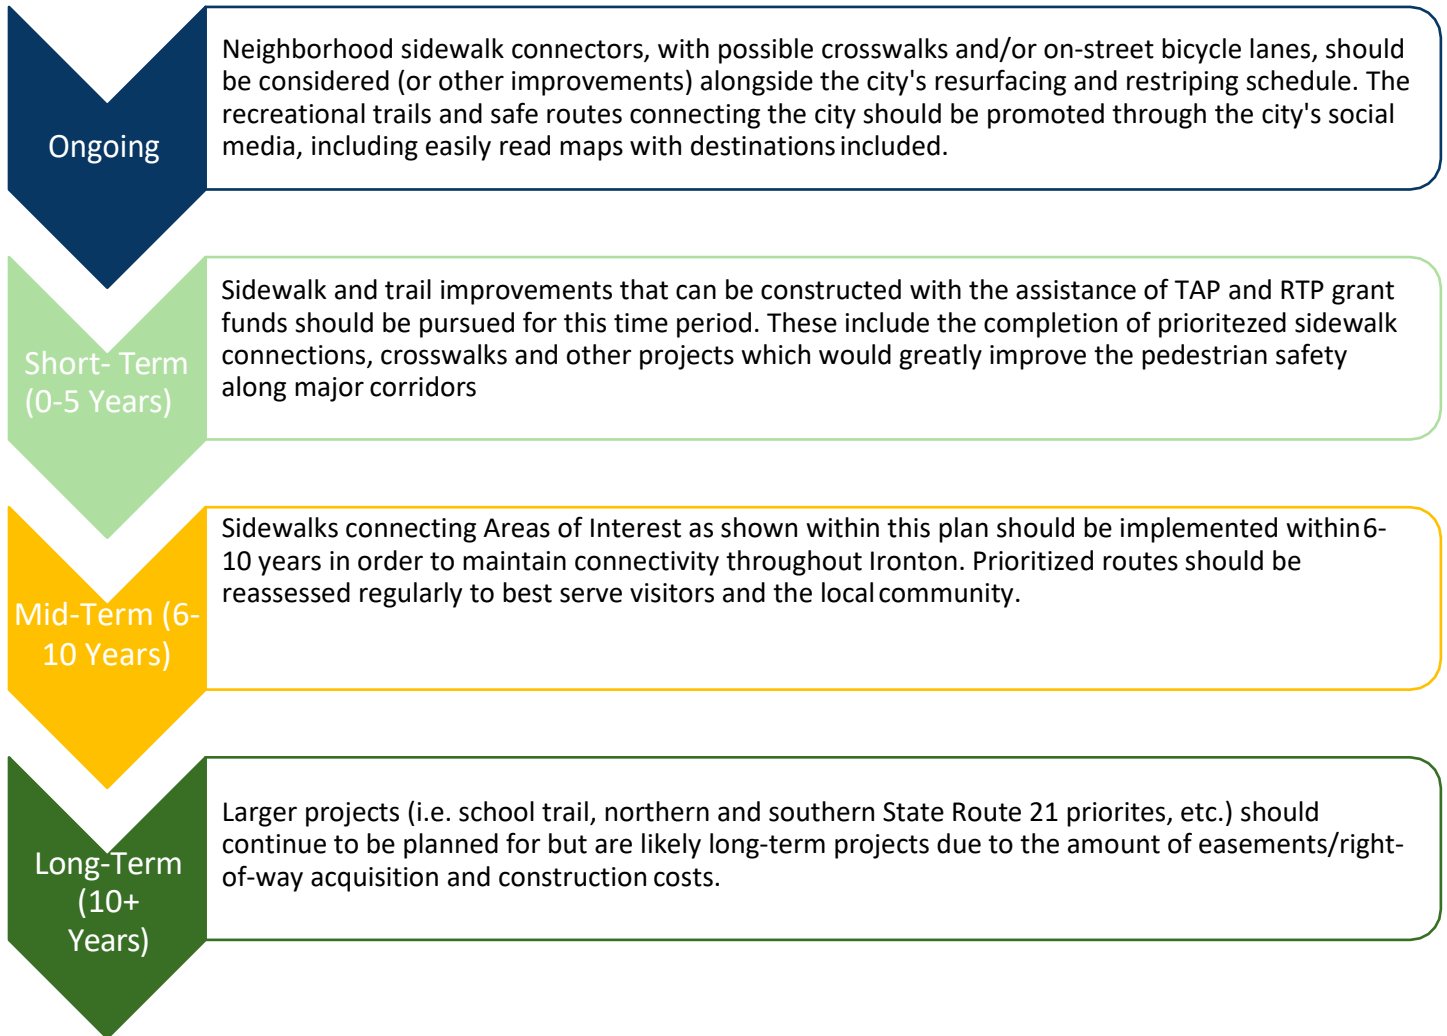 Ongoing
Neighborhood sidewalk connectors, with possible crosswalks and/or on-street bicycle lanes, should
be considered (or other improvements) alongside the city's resurfacing and restriping schedule. The
recreational trails and safe routes connecting the city should be promoted through the city's social
media, including easily read maps with destinations included.
Short- Term
(0-5 Years)
Sidewalk and trail improvements that can be constructed with the assistance of TAP and RTP grant
funds should be pursued for this time period. These include the completion of prioritezed sidewalk
connections, crosswalks and other projects which would greatly improve the pedestrian safety
along major corridors
Mid-Term (6-
10 Years)
Sidewalks connecting Areas of Interest as shown within this plan should be implemented within 6-
10 years in order to maintain connectivity throughout Ironton. Prioritized routes should be
reassessed regularly to best serve visitors and the local community.
Long-Term
(10+
Years)
Larger projects (i.e. school trail, northern and southern State Route 21 priorites, etc.) should
continue to be planned for but are likely long-term projects due to the amount of easements/right-
of-way acquisition and construction costs.